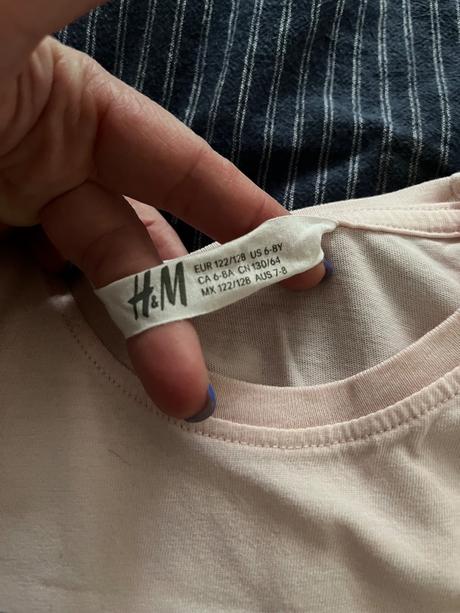 H&M
EUR 122/128 US 6-8Y
CA 6-8A CN 130/64
MX 122/128 AUS 7-8